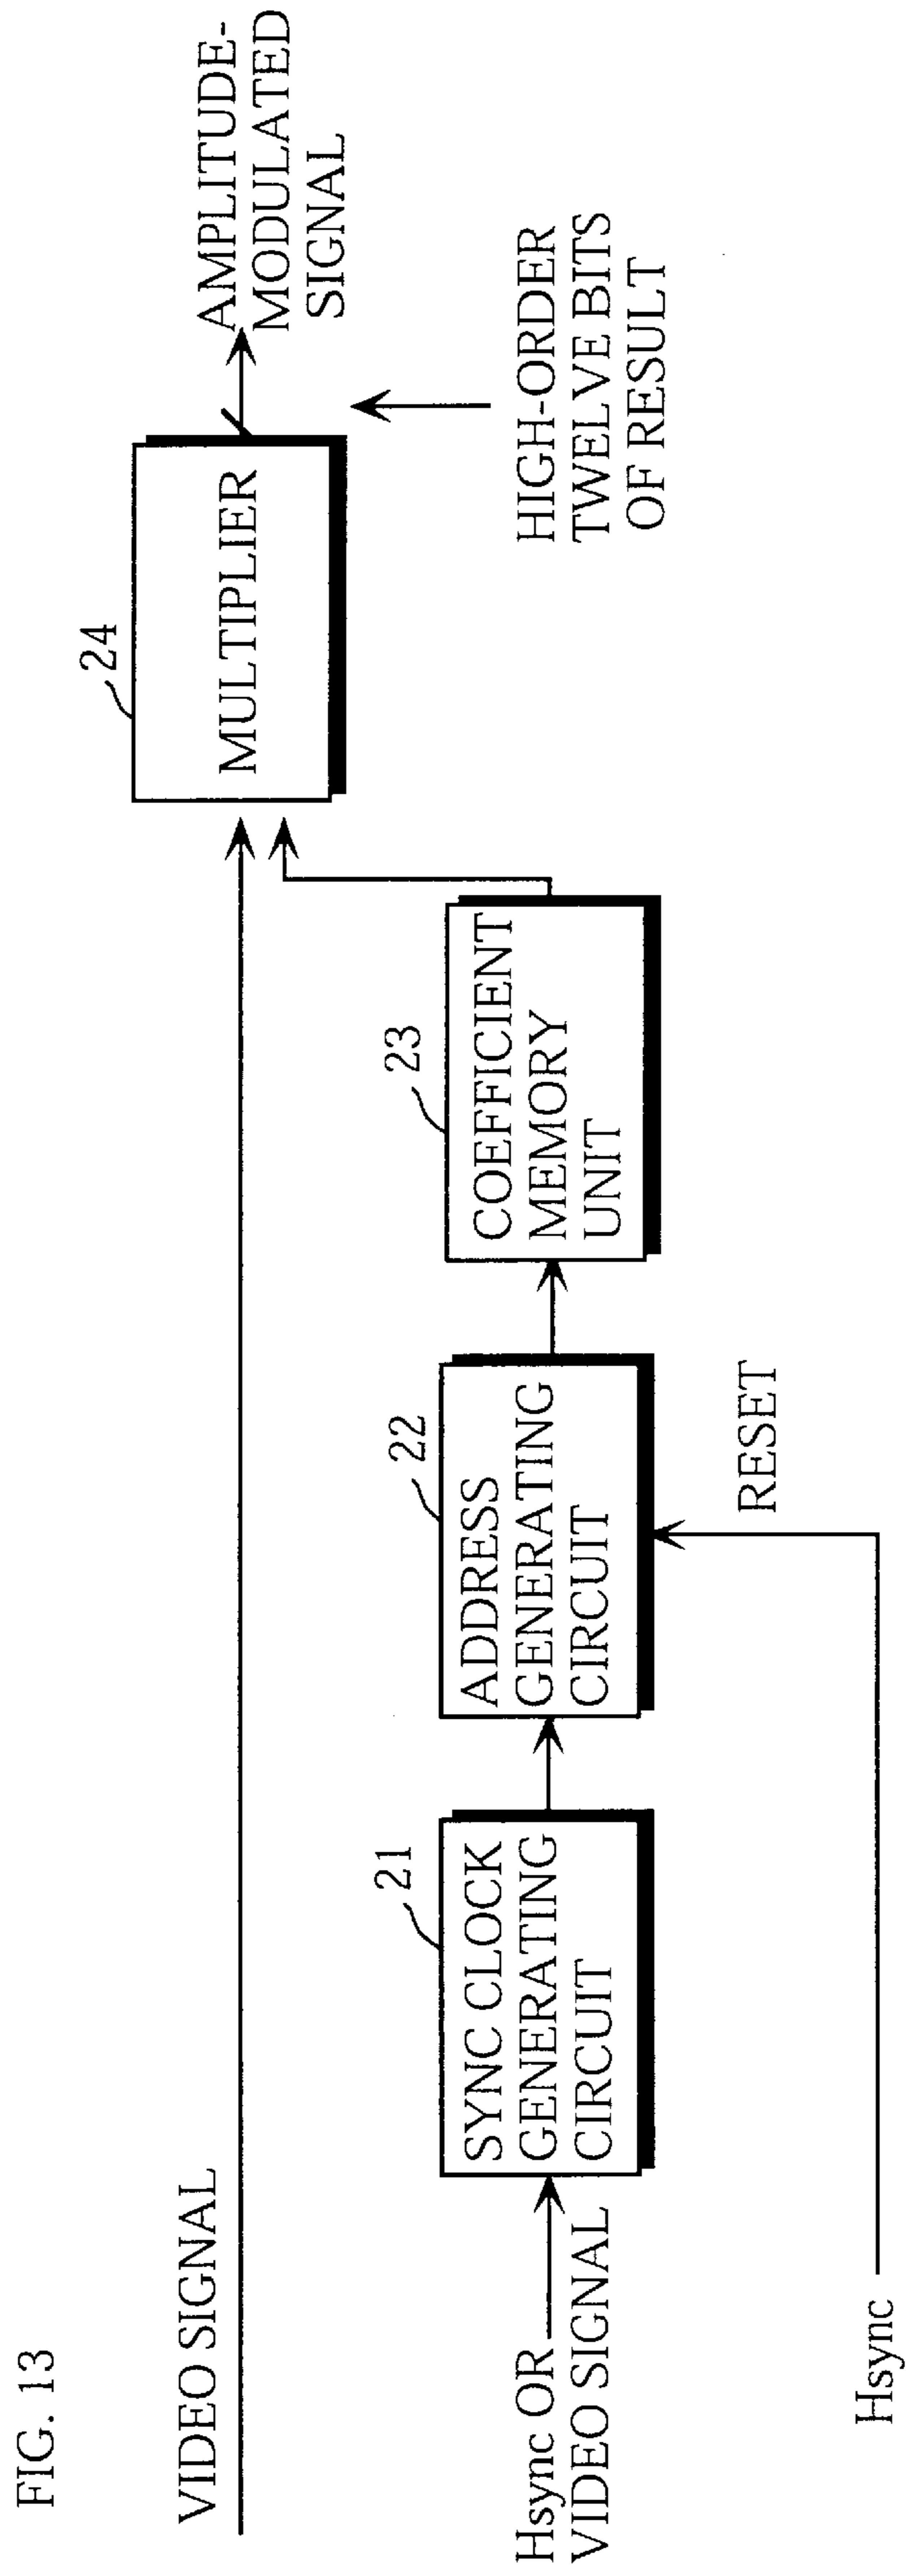 FIG. 13
VIDEO SIGNAL
24
MULTIPLIER
AMPLITUDE-
MODULATED
SIGNAL
HIGH-ORDER
TWELVE BITS
OF RESULT
Hsync OR
VIDEO SIGNAL
21
SYNC CLOCK
GENERATING
CIRCUIT
22
ADDRESS
GENERATING
CIRCUIT
23
COEFFICIENT
MEMORY
UNIT
RESET
Hsync